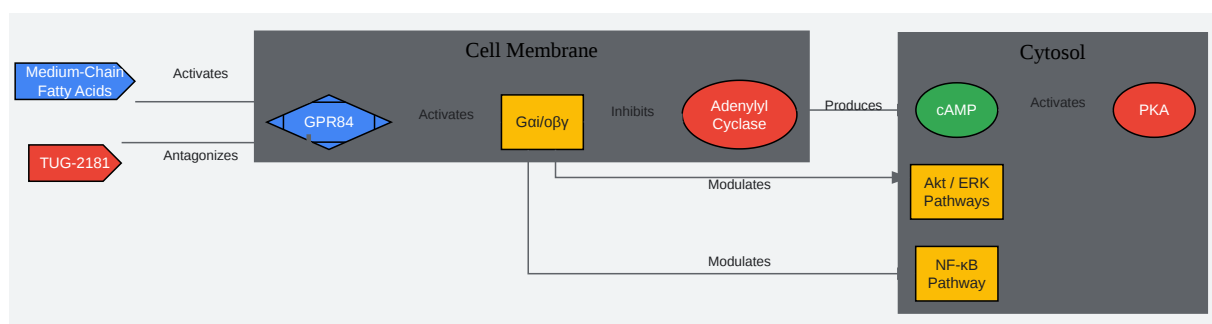 Cell Membrane
Cytosol
Medium-Chain
Fatty Acids
Activates
GPR84
Activates
Gαi/oβγ
Inhibits
Adenylyl
Cyclase
Produces
cAMP
Activates
PKA
TUG-2181
Antagonizes
Modulates
Akt / ERK
Pathways
Modulates
NF-κB
Pathway